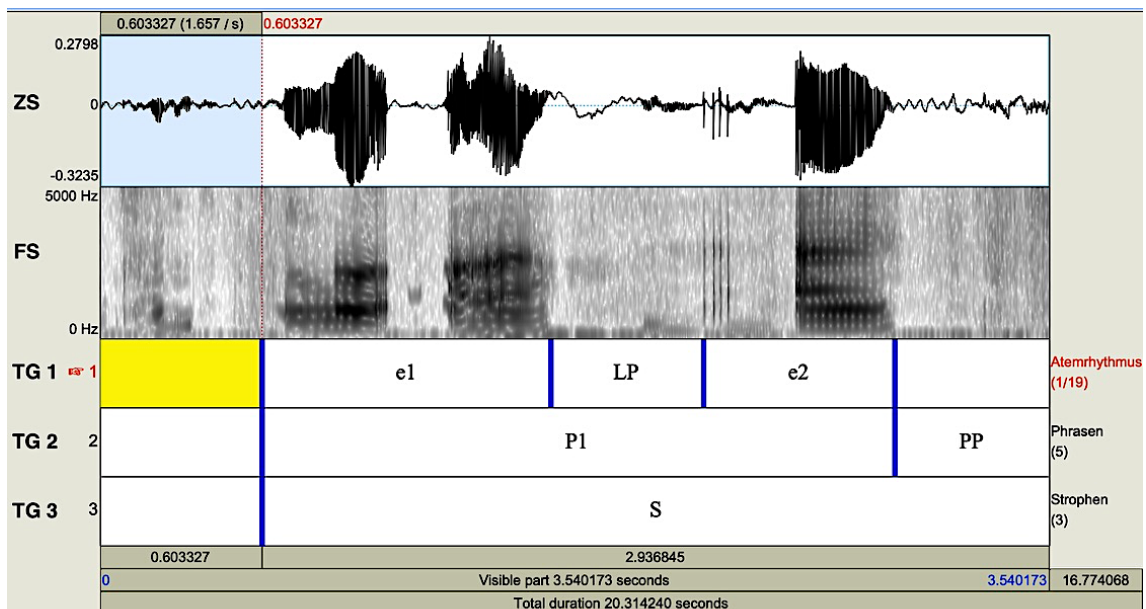 0.603327 (1.657 / s) 0.603327
0.2798
ZS 0
-0.3235
5000 Hz
FS
0 Hz
TG 1 ☞ 1 e1 LP e2 Atemrhythmus
(1/19)
TG 2 2 P1 PP Phrasen
(5)
TG 3 3 S Strophen
(3)
0.603327 2.936845
0 Visible part 3.540173 seconds 3.540173 16.774068
Total duration 20.314240 seconds